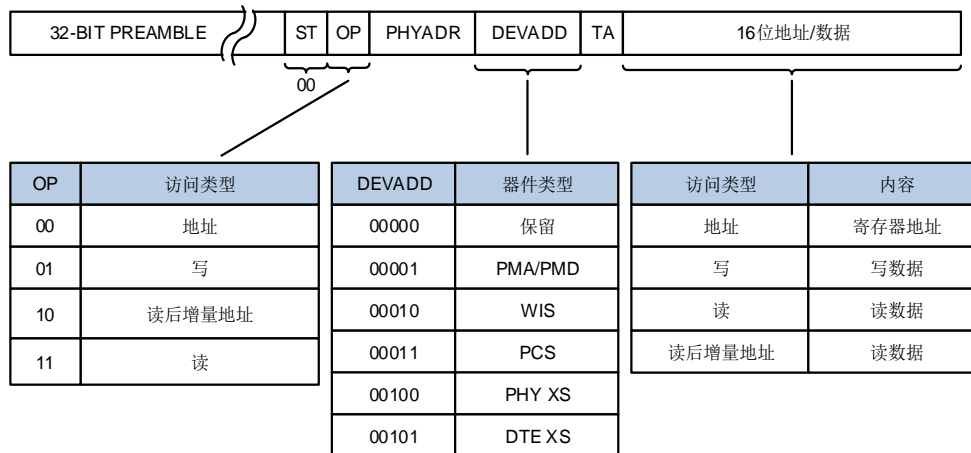 32-BIT PREAMBLE ST OP PHYADR DEVADD TA 16位地址/数据
00
OP 访问类型
00 地址
01 写
10 读后增量地址
11 读
DEVADD 器件类型
00000 保留
00001 PMA/PMD
00010 WIS
00011 PCS
00100 PHY XS
00101 DTE XS
访问类型 内容
地址 寄存器地址
写 写数据
读 读数据
读后增量地址 读数据